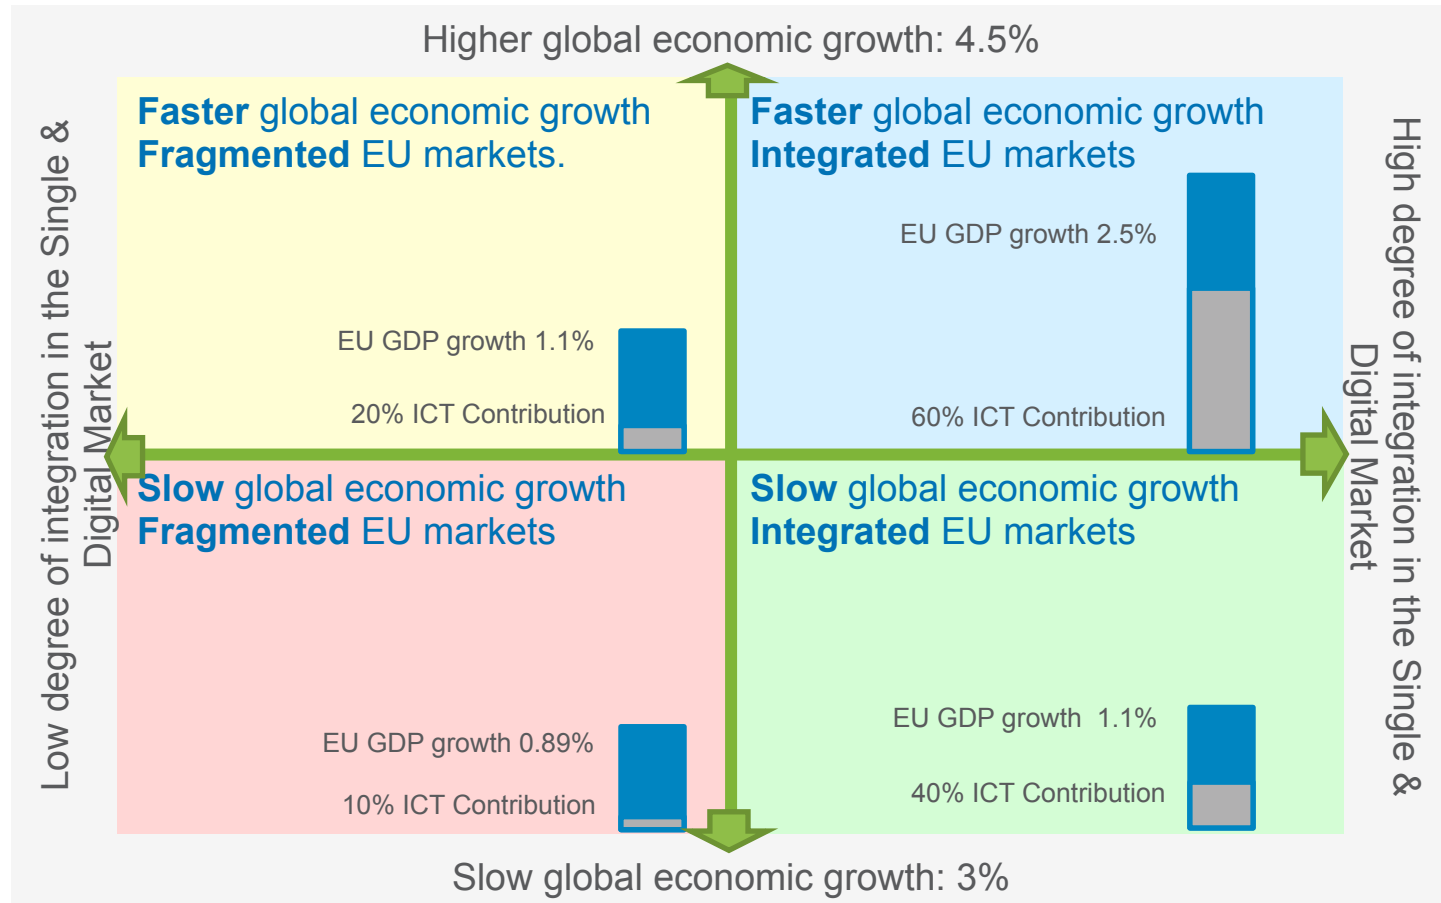 Higher global economic growth: 4.5%
Low degree of integration in the Single &
Digital Market
Faster global economic growth
Fragmented EU markets.
EU GDP growth 1.1%
20% ICT Contribution
Faster global economic growth
Integrated EU markets
EU GDP growth 2.5%
60% ICT Contribution
High degree of integration in the Single &
Digital Market
Slow global economic growth
Fragmented EU markets
EU GDP growth 0.89%
10% ICT Contribution
Slow global economic growth
Integrated EU markets
EU GDP growth  1.1%
40% ICT Contribution
Slow global economic growth: 3%